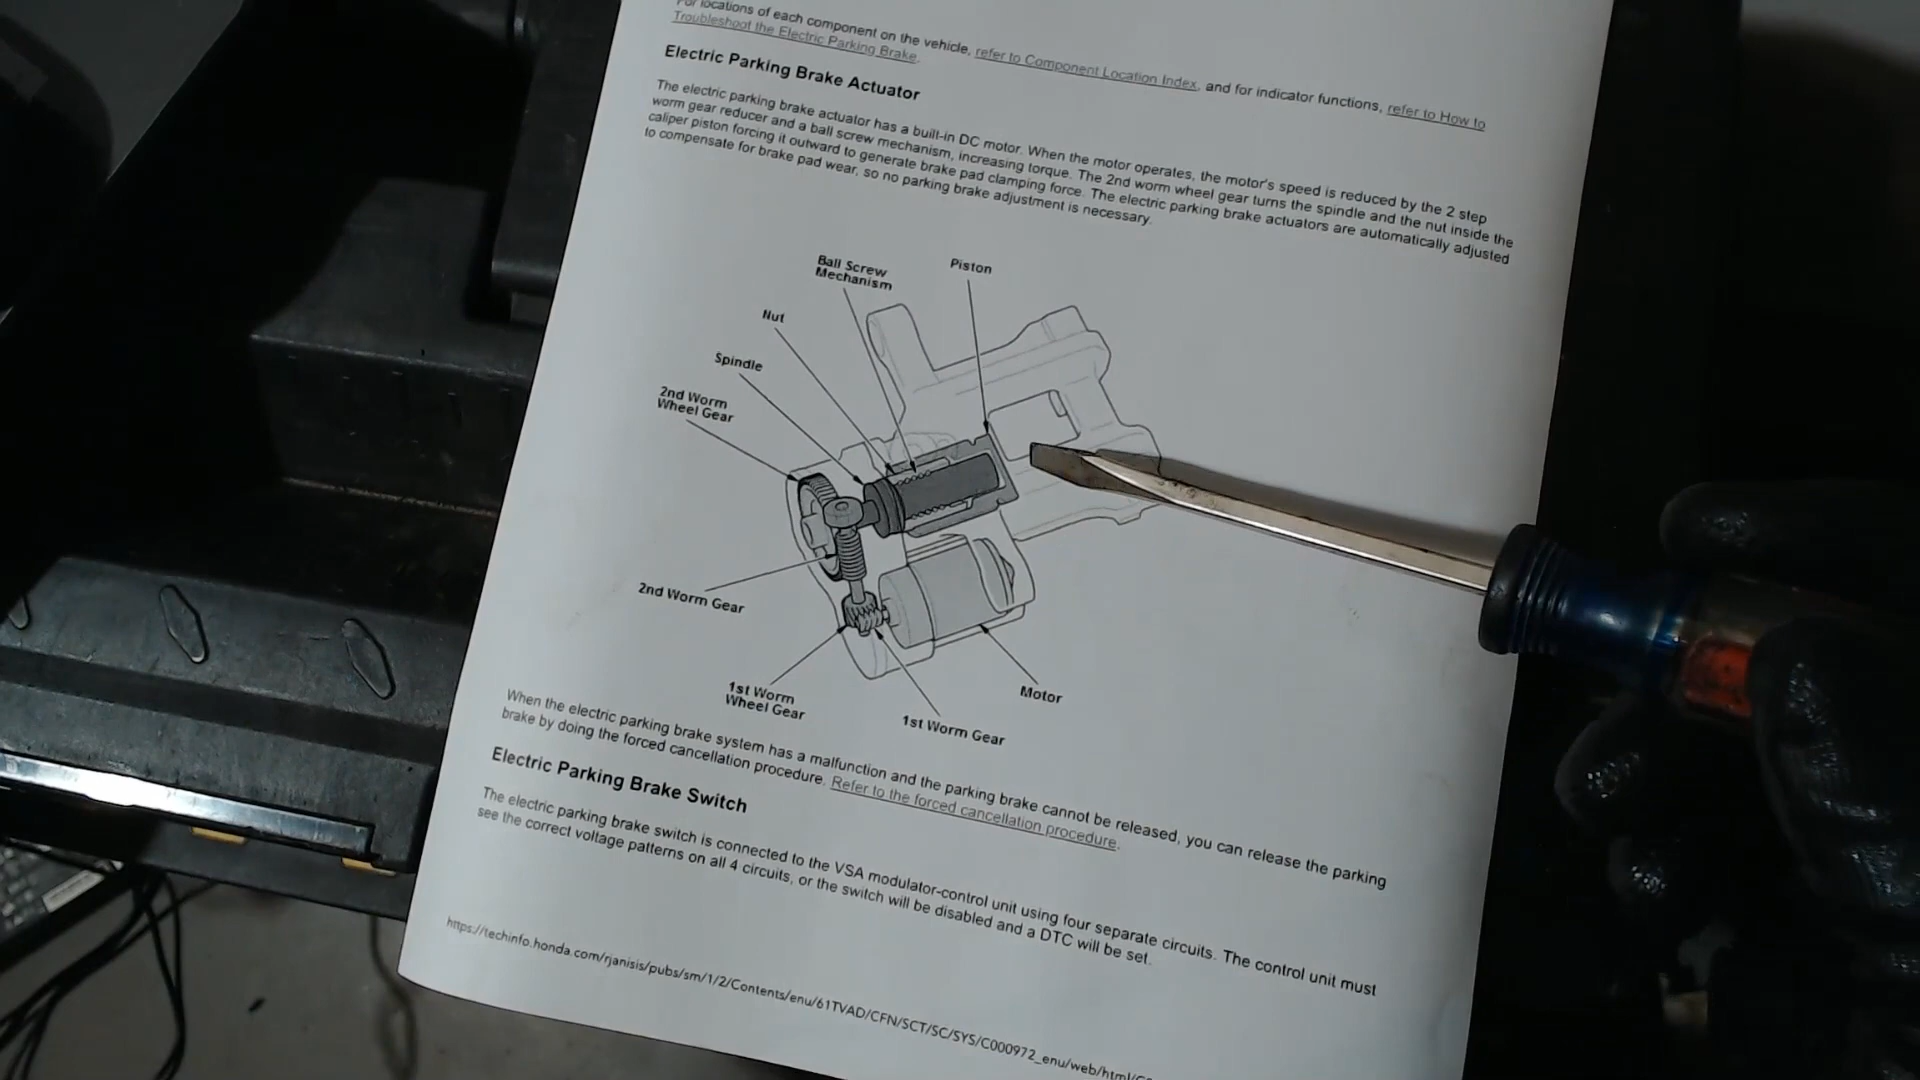 For locations of each component on the vehicle, refer to Component Location Index, and for indicator functions, refer to How to
Troubleshoot the Electric Parking Brake.
Electric Parking Brake Actuator
The electric parking brake actuator has a built-in DC motor. When the motor operates, the motor's speed is reduced by the 2 step
worm gear reducer and a ball screw mechanism, increasing torque. The 2nd worm wheel gear turns the spindle and the nut inside the
caliper piston forcing it outward to generate brake pad clamping force. The electric parking brake actuators are automatically adjusted
to compensate for brake pad wear, so no parking brake adjustment is necessary.
Ball Screw
Mechanism
Piston
Nut
Spindle
2nd Worm
Wheel Gear
2nd Worm Gear
1st Worm
Wheel Gear
1st Worm Gear
Motor
When the electric parking brake system has a malfunction and the parking brake cannot be released, you can release the parking
brake by doing the forced cancellation procedure. Refer to the forced cancellation procedure.
Electric Parking Brake Switch
The electric parking brake switch is connected to the VSA modulator-control unit using four separate circuits. The control unit must
see the correct voltage patterns on all 4 circuits, or the switch will be disabled and a DTC will be set.
https://techinfo.honda.com/rjanisis/pubs/sm/1/2/Contents/enu/61TVAD/CFN/SCT/SC/SYS/C000972_enu/web/html/